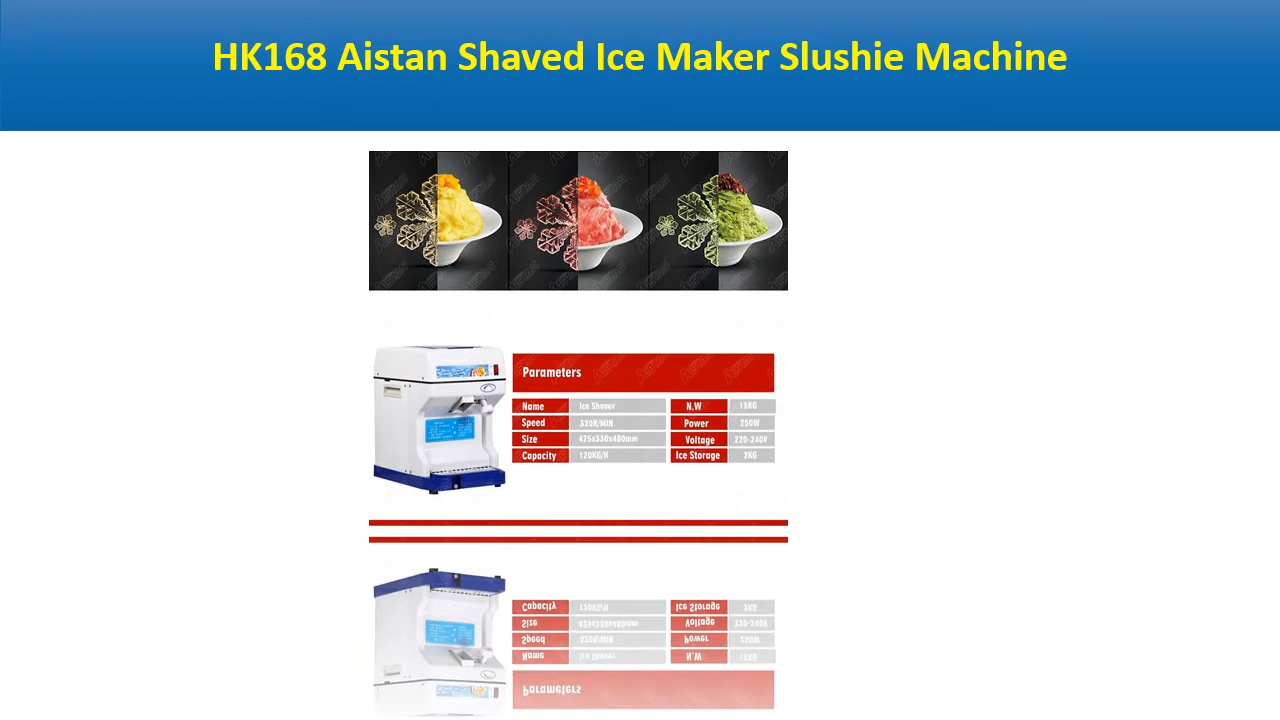 HK168 Aistan Shaved Ice Maker Slushie Machine
Parameters
Name Ice Shaver N.W 15KG
Speed 320R/MIN Power 250W
Size 425x330x480mm Voltage 220-240V
Capacity 120KG/H Ice Storage 2KG